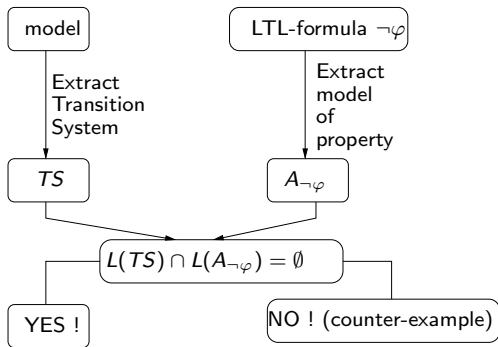 model
LTL-formula ¬φ
Extract
Transition
System
Extract
model
of
property
TS
A¬φ
L(TS) ∩ L(A¬φ) = ∅
YES !
NO ! (counter-example)